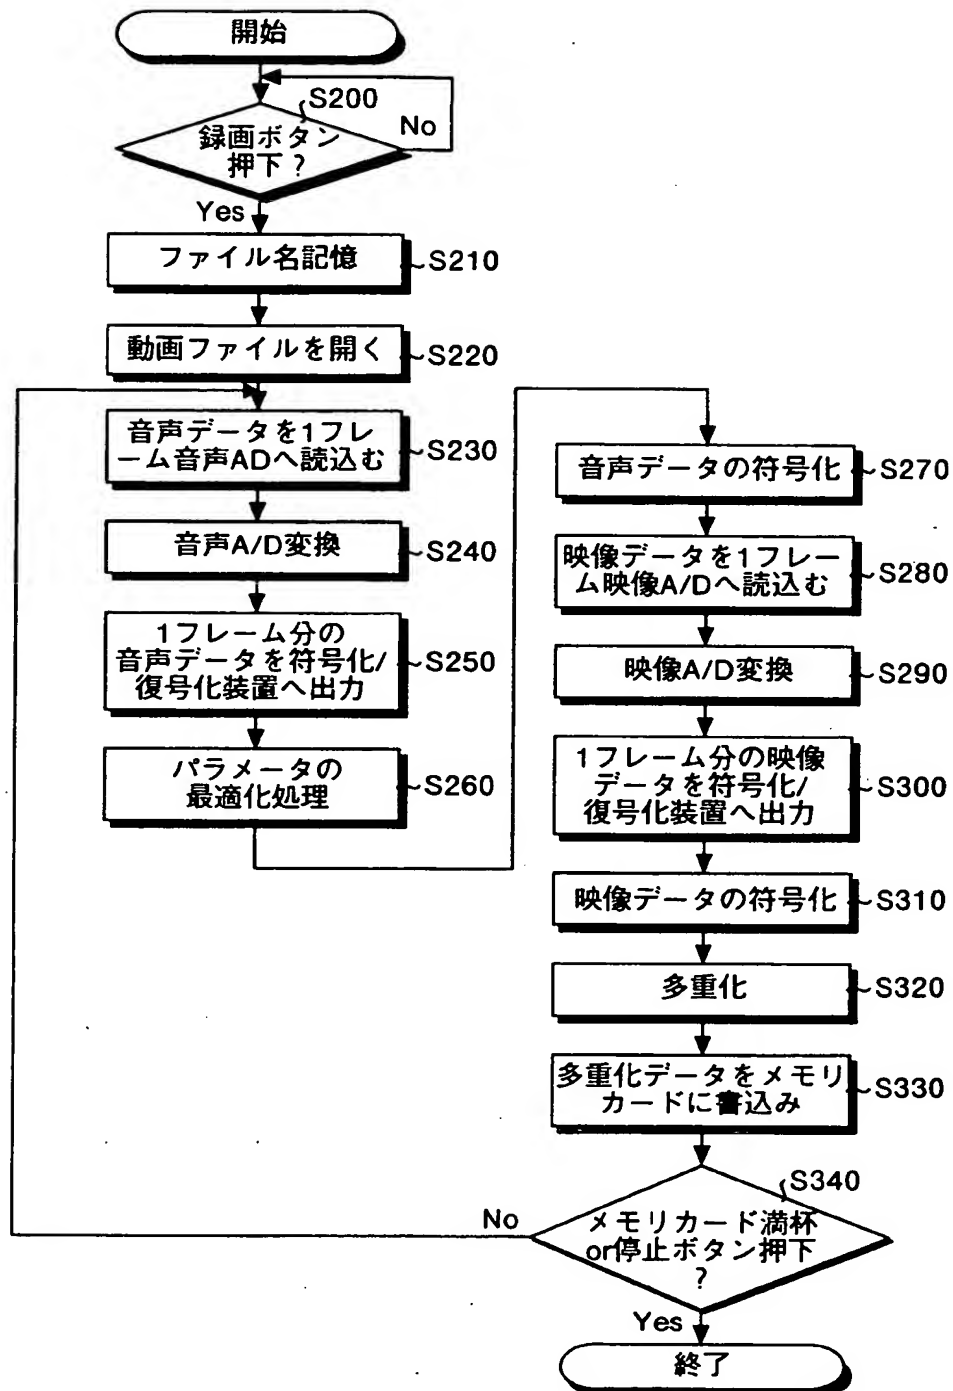 開始
S200
No
録画ボタン
押下?
Yes
ファイル名記憶
S210
動画ファイルを開く
S220
音声データを1フレ
ーム音声ADへ読込む
S230
音声A/D変換
S240
1フレーム分の
音声データを符号化/
復号化装置へ出力
S250
パラメータの
最適化処理
S260
音声データの符号化
S270
映像データを1フレー
ム映像A/Dへ読込む
S280
映像A/D変換
S290
1フレーム分の映像
データを符号化/
復号化装置へ出力
S300
映像データの符号化
S310
多重化
S320
多重化データをメモリ
カードに書込み
S330
S340
No
メモリカード満杯
or停止ボタン押下
?
Yes
終了